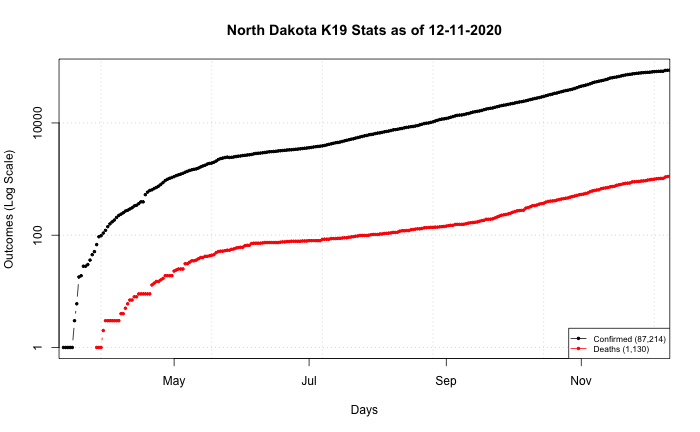 North Dakota K19 Stats as of 12-11-2020
Outcomes (Log Scale)
10000
100
1
Confirmed (87,214)
Deaths (1,130)
May
Jul
Sep
Nov
Days